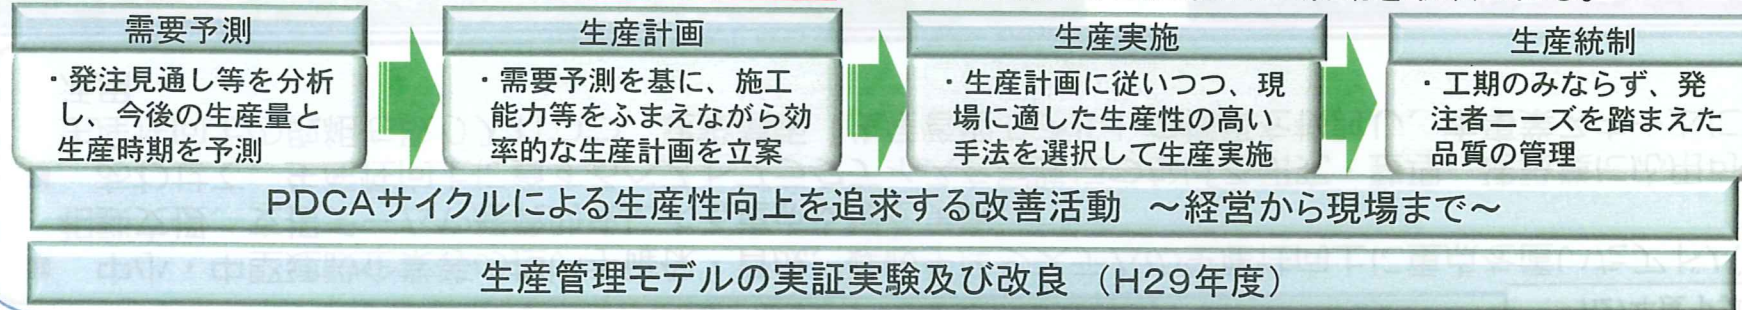 需要予測
・発注見通し等を分析
し、今後の生産量と
生産時期を予測
生産計画
・需要予測を基に、施工
能力等をふまえながら効
率的な生産計画を立案
生産実施
・生産計画に従いつつ、現
場に適した生産性の高い
手法を選択して生産実施
生産統制
・工期のみならず、発
注者ニーズを踏まえた
品質の管理
PDCAサイクルによる生産性向上を追求する改善活動 ～経営から現場まで～
生産管理モデルの実証実験及び改良 （H29年度）